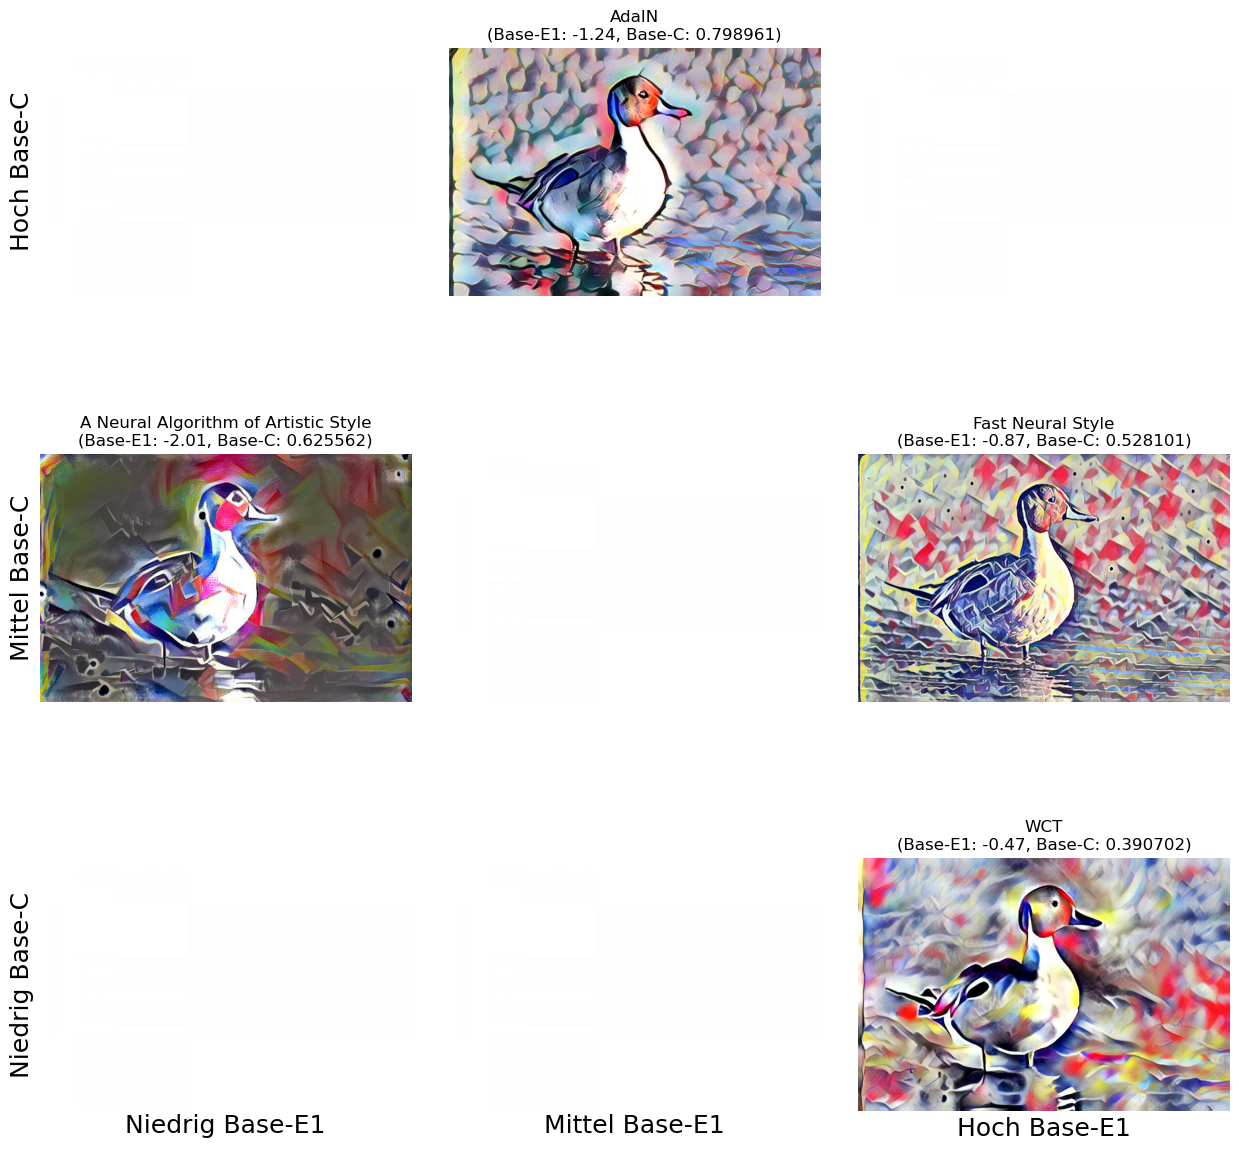 AdaIN
(Base-E1: -1.24, Base-C: 0.798961)
Hoch Base-C
A Neural Algorithm of Artistic Style
(Base-E1: -2.01, Base-C: 0.625562)
Fast Neural Style
(Base-E1: -0.87, Base-C: 0.528101)
Mittel Base-C
WCT
(Base-E1: -0.47, Base-C: 0.390702)
Niedrig Base-C
Niedrig Base-E1
Mittel Base-E1
Hoch Base-E1